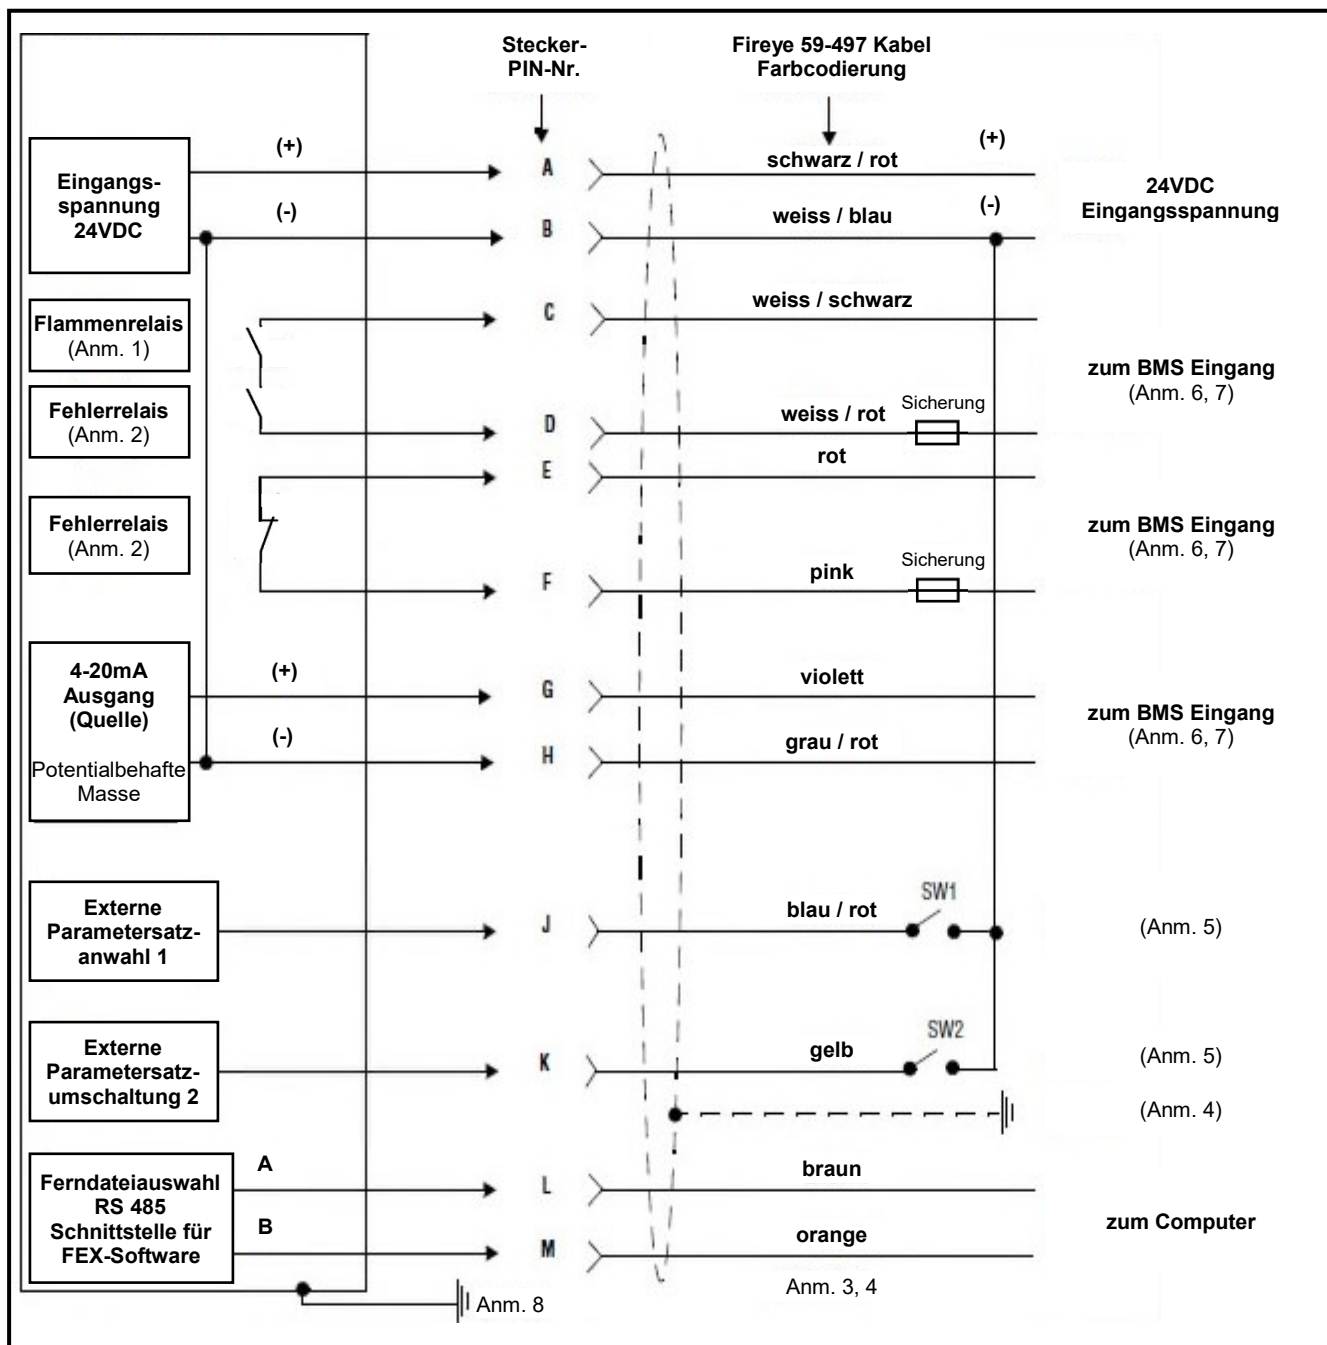 Stecker-
PIN-Nr.
Fireye 59-497 Kabel
Farbcodierung
Eingangs-
spannung
24VDC
(+)
A
schwarz / rot
(+)
(-)
B
weiss / blau
(-)
24VDC
Eingangsspannung
Flammenrelais
(Anm. 1)
C
weiss / schwarz
Fehlerrelais
(Anm. 2)
D
weiss / rot
Sicherung
zum BMS Eingang
(Anm. 6, 7)
E
rot
Fehlerrelais
(Anm. 2)
F
pink
Sicherung
zum BMS Eingang
(Anm. 6, 7)
4-20mA
Ausgang
(Quelle)
Potentialbehafte
Masse
(+)
G
violett
(-)
H
grau / rot
zum BMS Eingang
(Anm. 6, 7)
Externe
Parametersatz-
anwahl 1
J
blau / rot
SW1
(Anm. 5)
Externe
Parametersatz-
umschaltung 2
K
gelb
SW2
(Anm. 5)
(Anm. 4)
Ferndateiauswahl
RS 485
Schnittstelle für
FEX-Software
A
L
braun
B
M
orange
zum Computer
Anm. 3, 4
Anm. 8